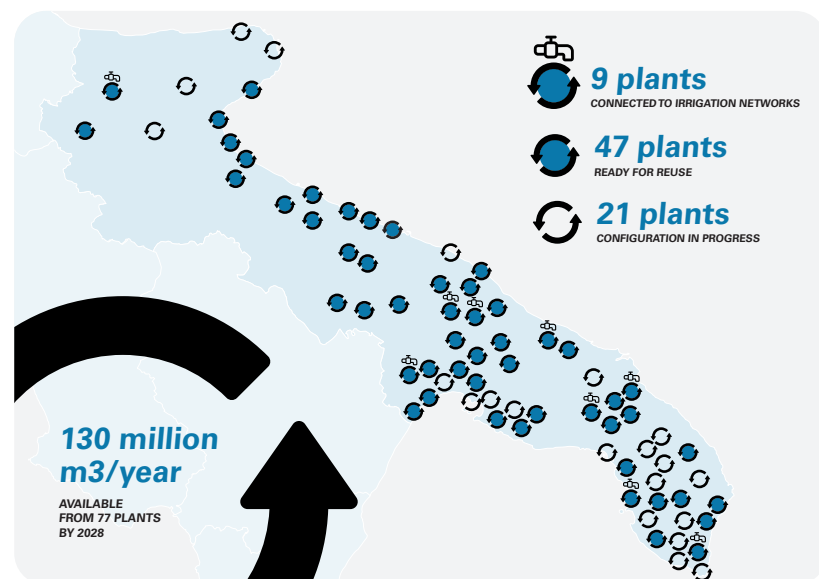 9 plants
CONNECTED TO IRRIGATION NETWORKS
47 plants
READY FOR REUSE
21 plants
CONFIGURATION IN PROGRESS
130 million
m3/year
AVAILABLE
FROM 77 PLANTS
BY 2028